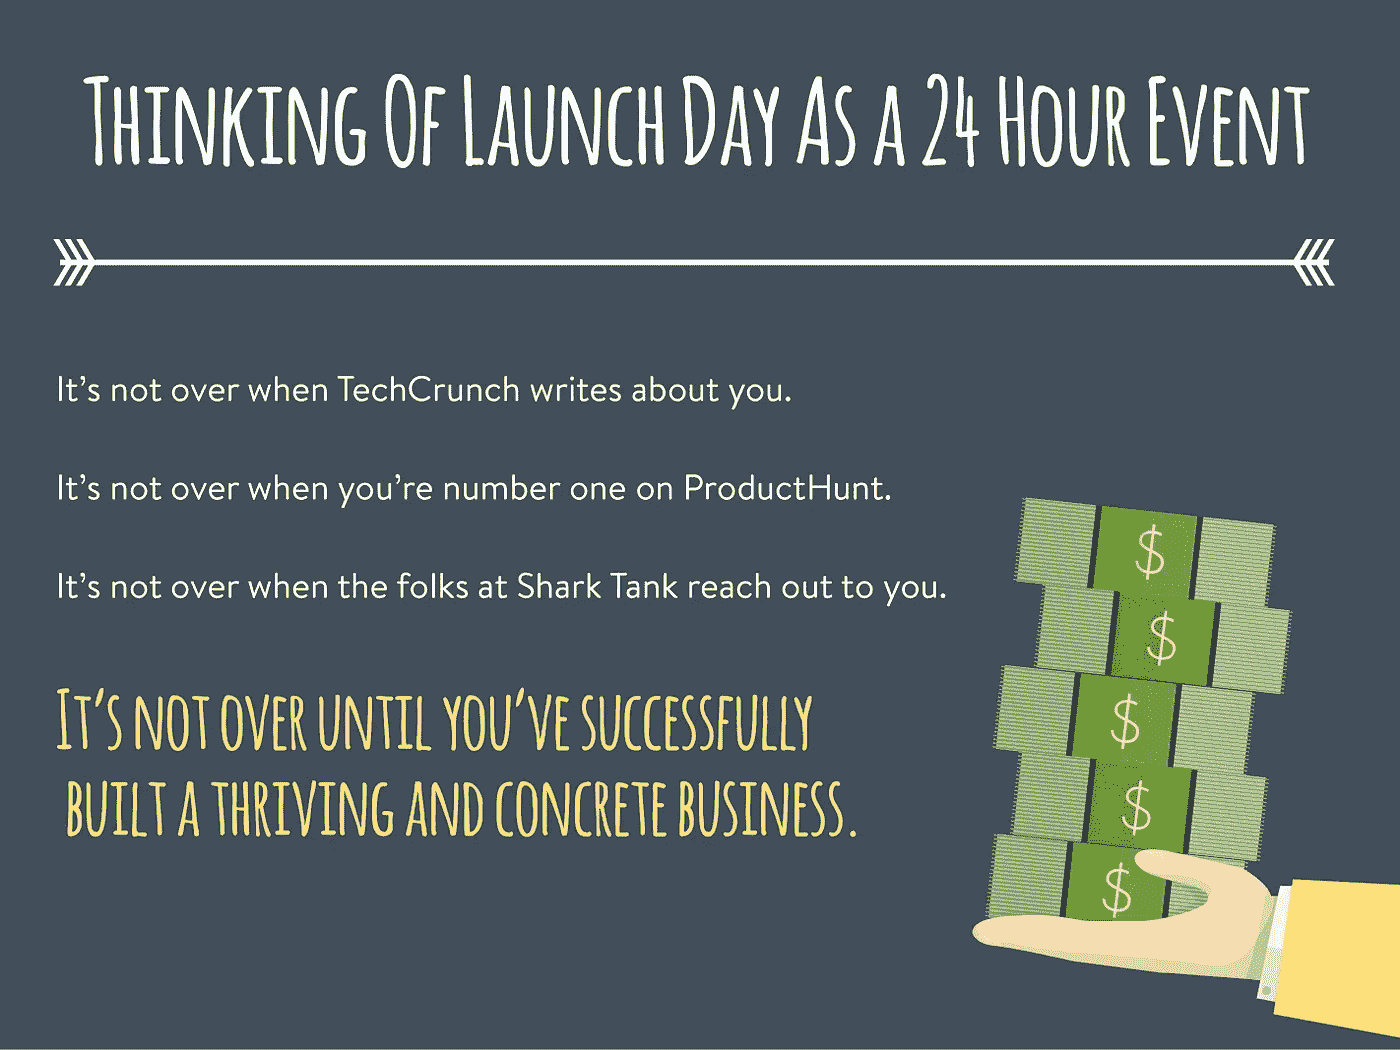 Thinking Of Launch Day As a 24 Hour Event
It's not over when TechCrunch writes about you.
It's not over when you're number one on ProductHunt.
It's not over when the folks at Shark Tank reach out to you.
It's not over until you've successfully
built a thriving and concrete business.
$
$
$
$
$